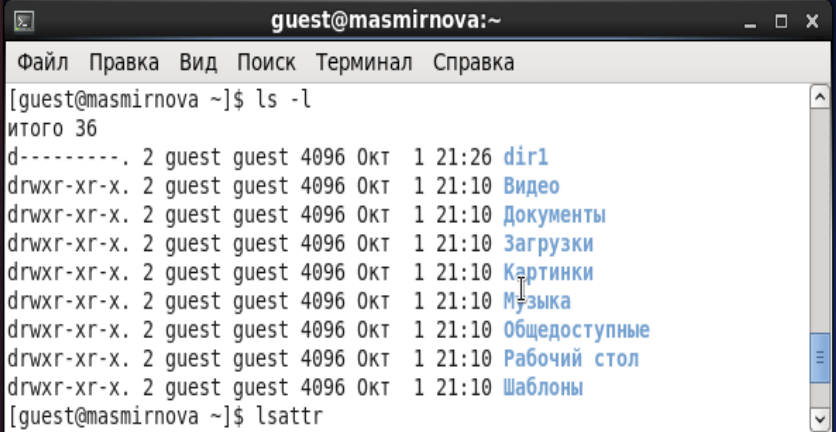 guest@masmirnova:~
Файл Правка Вид Поиск Терминал Справка
[guest@masmirnova ~]$ ls -l
итого 36
d---------. 2 guest guest 4096 Окт  1 21:26 dir1
drwxr-xr-x. 2 guest guest 4096 Окт  1 21:10 Видео
drwxr-xr-x. 2 guest guest 4096 Окт  1 21:10 Документы
drwxr-xr-x. 2 guest guest 4096 Окт  1 21:10 Загрузки
drwxr-xr-x. 2 guest guest 4096 Окт  1 21:10 Картинки
drwxr-xr-x. 2 guest guest 4096 Окт  1 21:10 Музыка
drwxr-xr-x. 2 guest guest 4096 Окт  1 21:10 Общедоступные
drwxr-xr-x. 2 guest guest 4096 Окт  1 21:10 Рабочий стол
drwxr-xr-x. 2 guest guest 4096 Окт  1 21:10 Шаблоны
[guest@masmirnova ~]$ lsattr